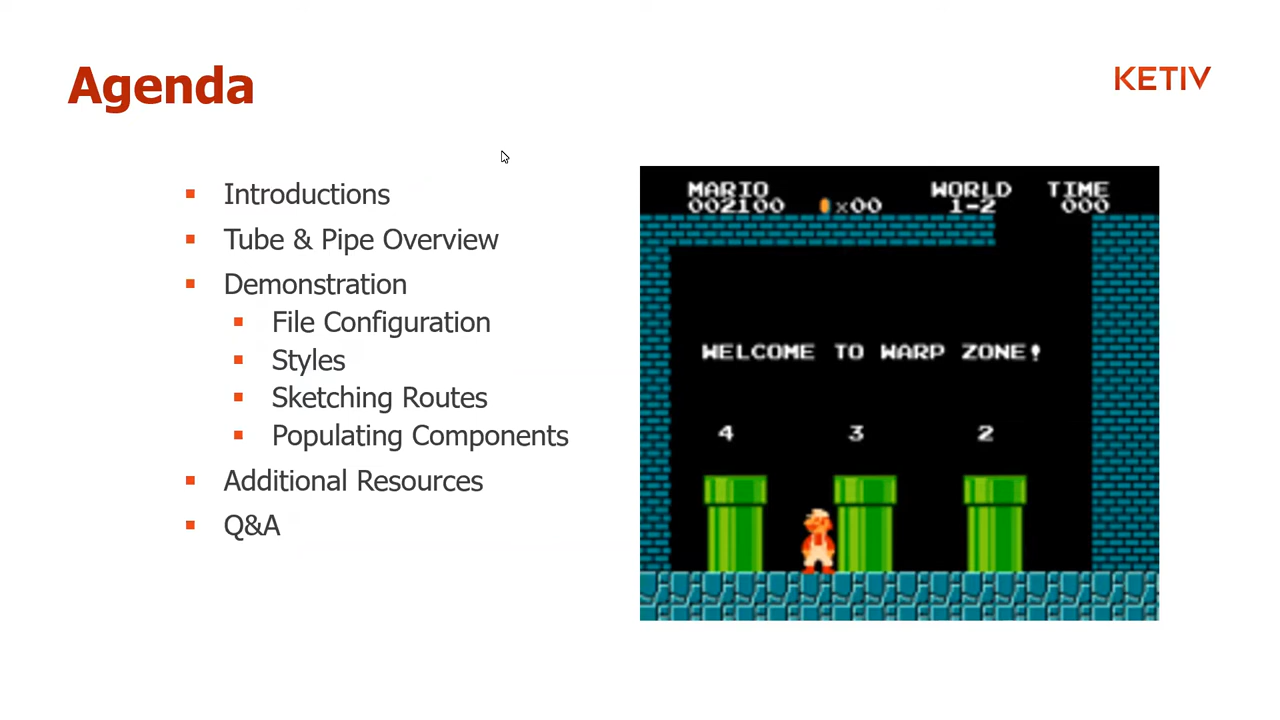 Agenda
KETIV
Introductions
Tube & Pipe Overview
Demonstration
File Configuration
Styles
Sketching Routes
Populating Components
Additional Resources
Q&A
MARIO WORLD TIME
002100 x00 1-2 000
WELCOME TO WARP ZONE!
4 3 2